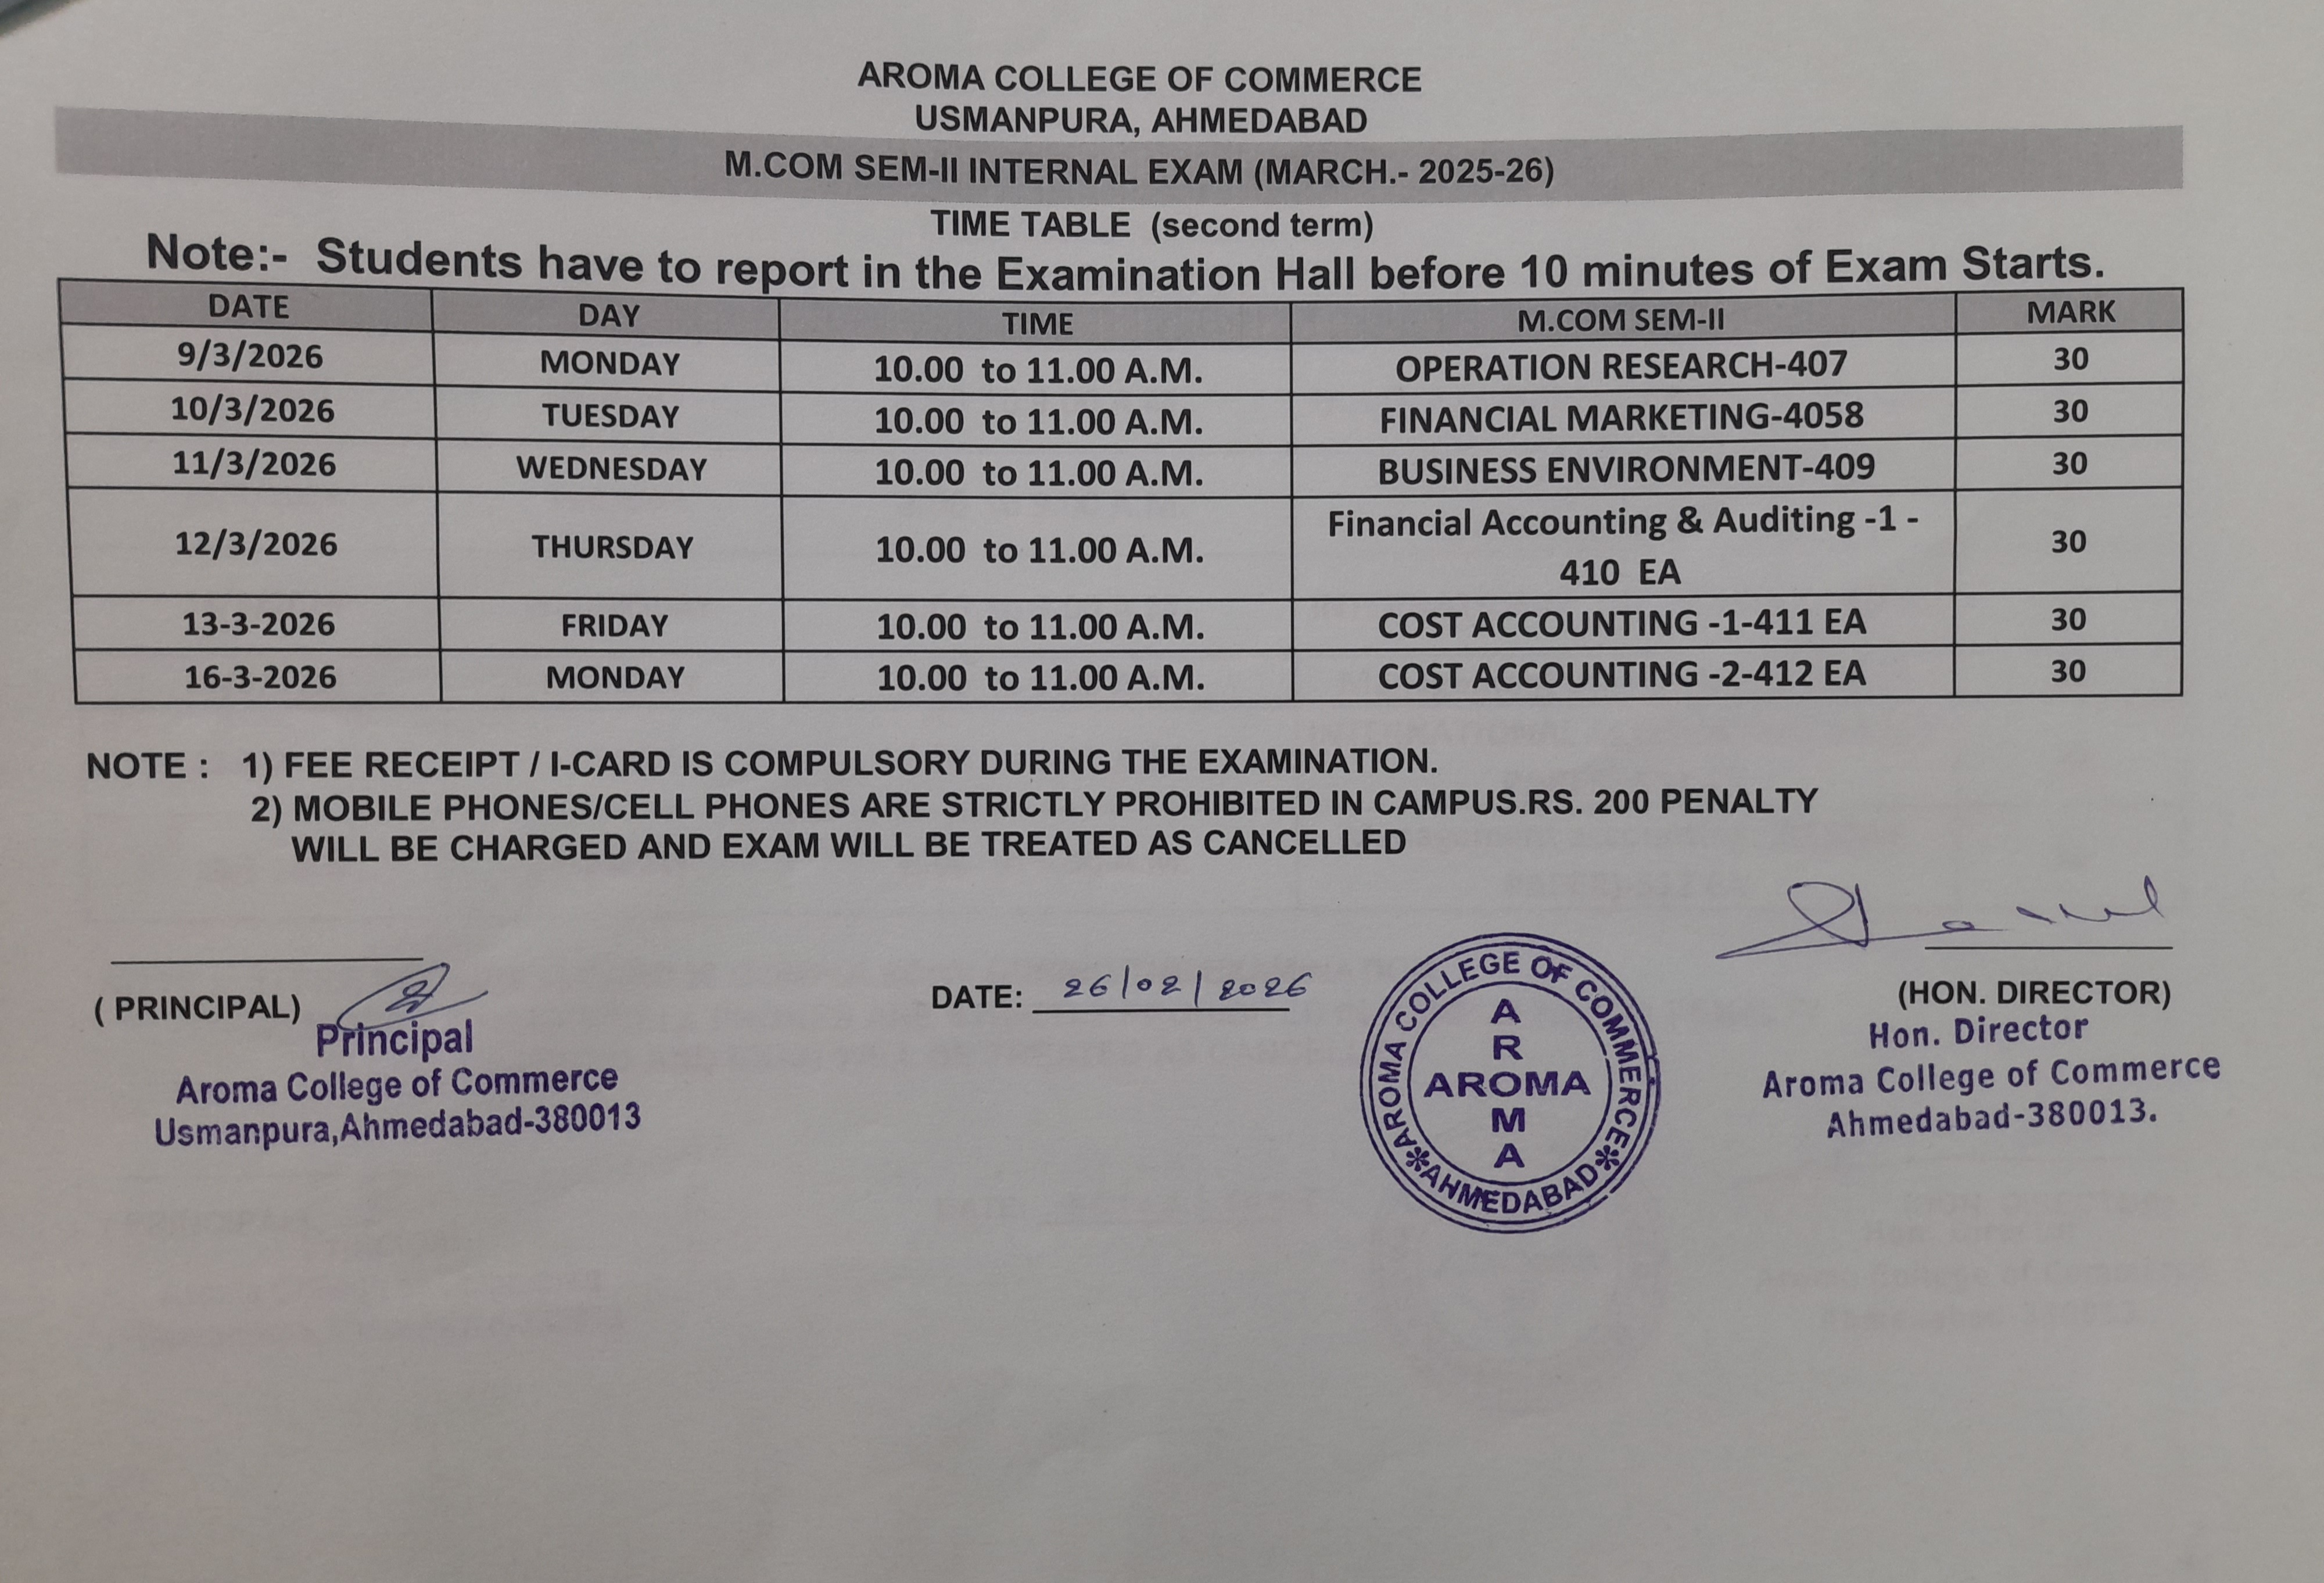 AROMA COLLEGE OF COMMERCE
USMANPURA, AHMEDABAD
M.COM SEM-II INTERNAL EXAM (MARCH.- 2025-26)
TIME TABLE (second term)
Note:- Students have to report in the Examination Hall before 10 minutes of Exam Starts.
DATE DAY TIME M.COM SEM-II MARK
9/3/2026 MONDAY 10.00 to 11.00 A.M. OPERATION RESEARCH-407 30
10/3/2026 TUESDAY 10.00 to 11.00 A.M. FINANCIAL MARKETING-4058 30
11/3/2026 WEDNESDAY 10.00 to 11.00 A.M. BUSINESS ENVIRONMENT-409 30
12/3/2026 THURSDAY 10.00 to 11.00 A.M. Financial Accounting & Auditing -1 -
410 EA 30
13-3-2026 FRIDAY 10.00 to 11.00 A.M. COST ACCOUNTING -1-411 EA 30
16-3-2026 MONDAY 10.00 to 11.00 A.M. COST ACCOUNTING -2-412 EA 30
NOTE : 1) FEE RECEIPT / I-CARD IS COMPULSORY DURING THE EXAMINATION.
2) MOBILE PHONES/CELL PHONES ARE STRICTLY PROHIBITED IN CAMPUS.RS. 200 PENALTY
WILL BE CHARGED AND EXAM WILL BE TREATED AS CANCELLED
( PRINCIPAL)
Principal
Aroma College of Commerce
Usmanpura,Ahmedabad-380013
DATE: 26/02/2026
AROMA COLLEGE OF COMMERCE
A
R
AROMA
M
A
AHMEDABAD
(HON. DIRECTOR)
Hon. Director
Aroma College of Commerce
Ahmedabad-380013.